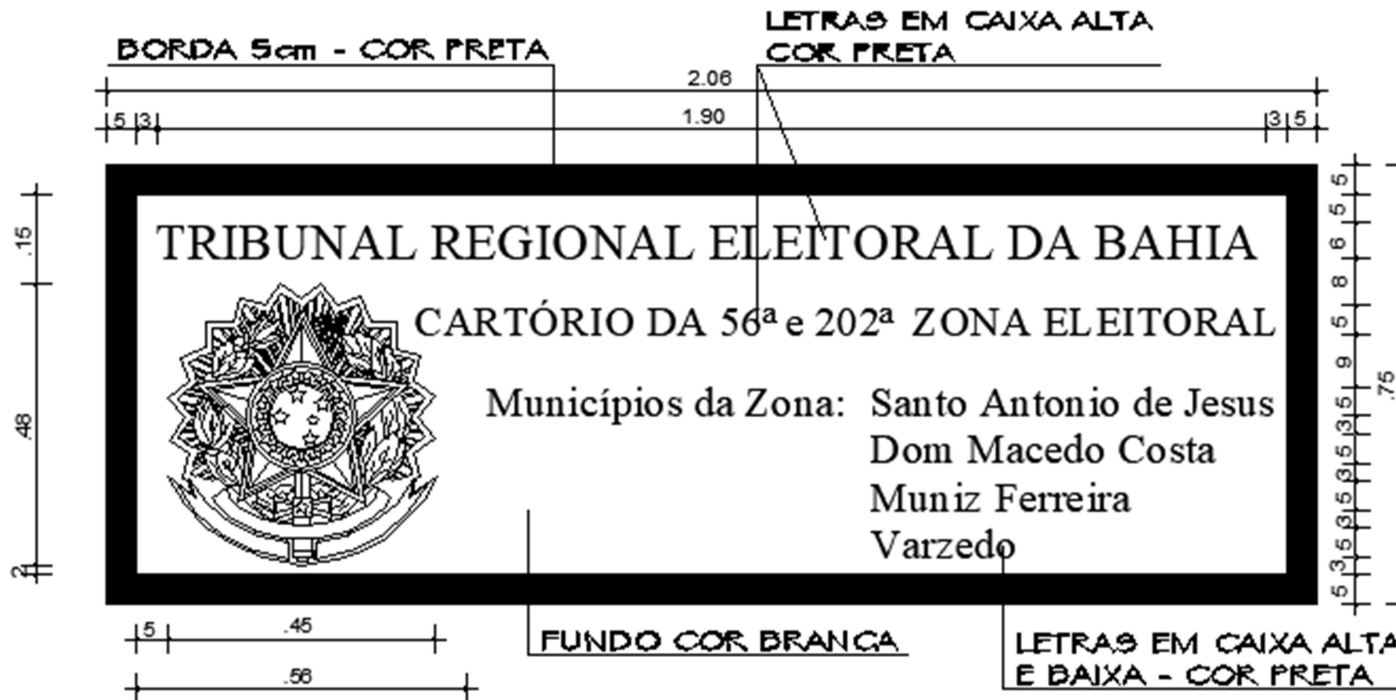 LETRAS EM CAIXA ALTA
COR PRETA
BORDA 5cm - COR PRETA
2.06
5 3 1.90 3 5
TRIBUNAL REGIONAL ELEITORAL DA BAHIA
CARTÓRIO DA 56ª e 202ª ZONA ELEITORAL
Municípios da Zona: Santo Antonio de Jesus
Dom Macedo Costa
Muniz Ferreira
Varzedo
.15
.48
2
5
5
6
8
5
9
5
3
5
3
5
3
5
3
5
.75
5 .45
.56
FUNDO COR BRANCA
LETRAS EM CAIXA ALTA
E BAIXA - COR PRETA